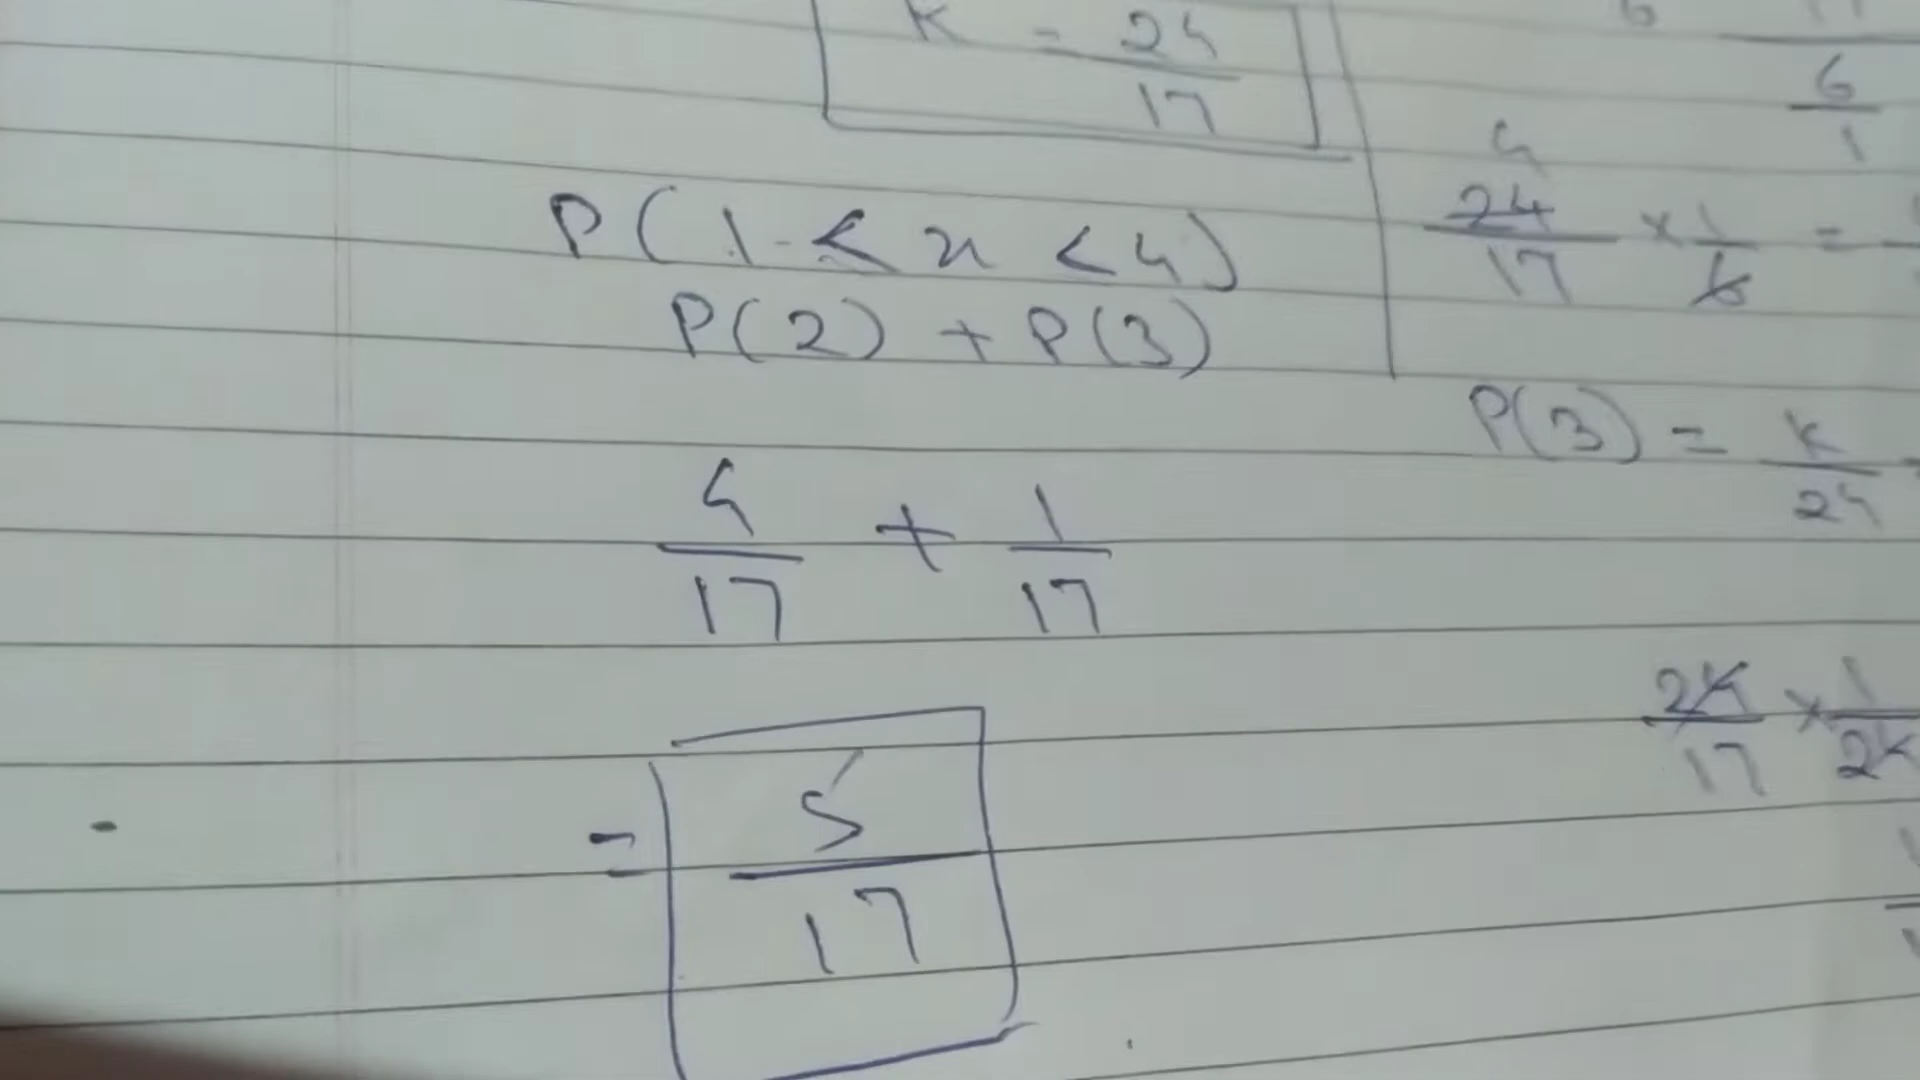 K = 24/17
P(1 < x < 4)
P(2) + P(3)
4/17 + 1/17
= 5/17
6/1
4
24/17 × 1/6 =
P(3) = K/24
24/17 × 1/24